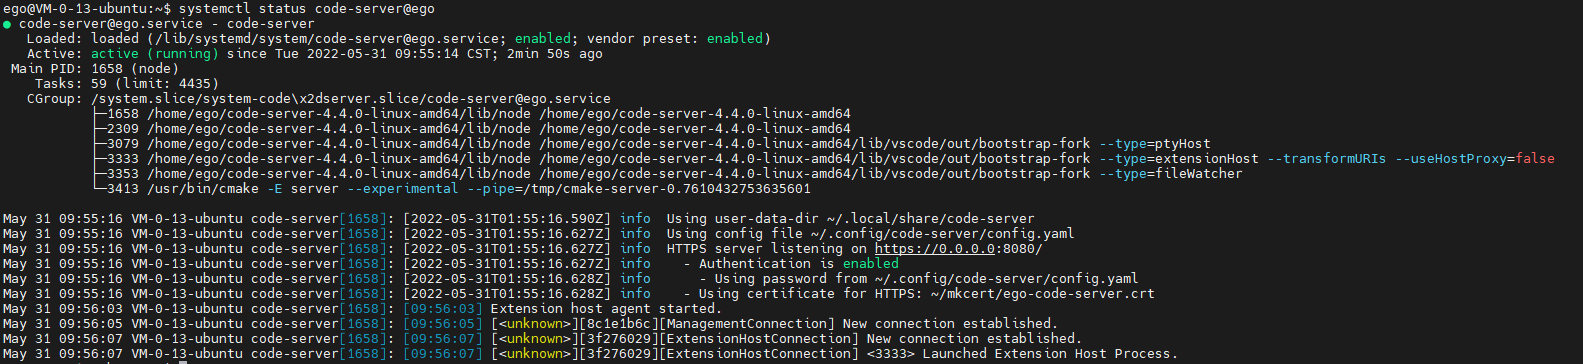 ego@VM-0-13-ubuntu:~$ systemctl status code-server@ego
● code-server@ego.service - code-server
   Loaded: loaded (/lib/systemd/system/code-server@ego.service; enabled; vendor preset: enabled)
   Active: active (running) since Tue 2022-05-31 09:55:14 CST; 2min 50s ago
 Main PID: 1658 (node)
    Tasks: 59 (limit: 4435)
   CGroup: /system.slice/system-code\x2dserver.slice/code-server@ego.service
           ├─1658 /home/ego/code-server-4.4.0-linux-amd64/lib/node /home/ego/code-server-4.4.0-linux-amd64
           ├─2309 /home/ego/code-server-4.4.0-linux-amd64/lib/node /home/ego/code-server-4.4.0-linux-amd64
           ├─3079 /home/ego/code-server-4.4.0-linux-amd64/lib/node /home/ego/code-server-4.4.0-linux-amd64/lib/vscode/out/bootstrap-fork --type=ptyHost
           ├─3333 /home/ego/code-server-4.4.0-linux-amd64/lib/node /home/ego/code-server-4.4.0-linux-amd64/lib/vscode/out/bootstrap-fork --type=extensionHost --transformURIs --useHostProxy=false
           ├─3353 /home/ego/code-server-4.4.0-linux-amd64/lib/node /home/ego/code-server-4.4.0-linux-amd64/lib/vscode/out/bootstrap-fork --type=fileWatcher
           └─3413 /usr/bin/cmake -E server --experimental --pipe=/tmp/cmake-server-0.7610432753635601
May 31 09:55:16 VM-0-13-ubuntu code-server[1658]: [2022-05-31T01:55:16.590Z] info  Using user-data-dir ~/.local/share/code-server
May 31 09:55:16 VM-0-13-ubuntu code-server[1658]: [2022-05-31T01:55:16.627Z] info  Using config file ~/.config/code-server/config.yaml
May 31 09:55:16 VM-0-13-ubuntu code-server[1658]: [2022-05-31T01:55:16.627Z] info  HTTPS server listening on https://0.0.0.0:8080/
May 31 09:55:16 VM-0-13-ubuntu code-server[1658]: [2022-05-31T01:55:16.627Z] info    - Authentication is enabled
May 31 09:55:16 VM-0-13-ubuntu code-server[1658]: [2022-05-31T01:55:16.628Z] info      - Using password from ~/.config/code-server/config.yaml
May 31 09:55:16 VM-0-13-ubuntu code-server[1658]: [2022-05-31T01:55:16.628Z] info    - Using certificate for HTTPS: ~/mkcert/ego-code-server.crt
May 31 09:56:03 VM-0-13-ubuntu code-server[1658]: [09:56:03] Extension host agent started.
May 31 09:56:05 VM-0-13-ubuntu code-server[1658]: [09:56:05] [<unknown>][8c1e1b6c][ManagementConnection] New connection established.
May 31 09:56:07 VM-0-13-ubuntu code-server[1658]: [09:56:07] [<unknown>][3f276029][ExtensionHostConnection] New connection established.
May 31 09:56:07 VM-0-13-ubuntu code-server[1658]: [09:56:07] [<unknown>][3f276029][ExtensionHostConnection] <3333> Launched Extension Host Process.